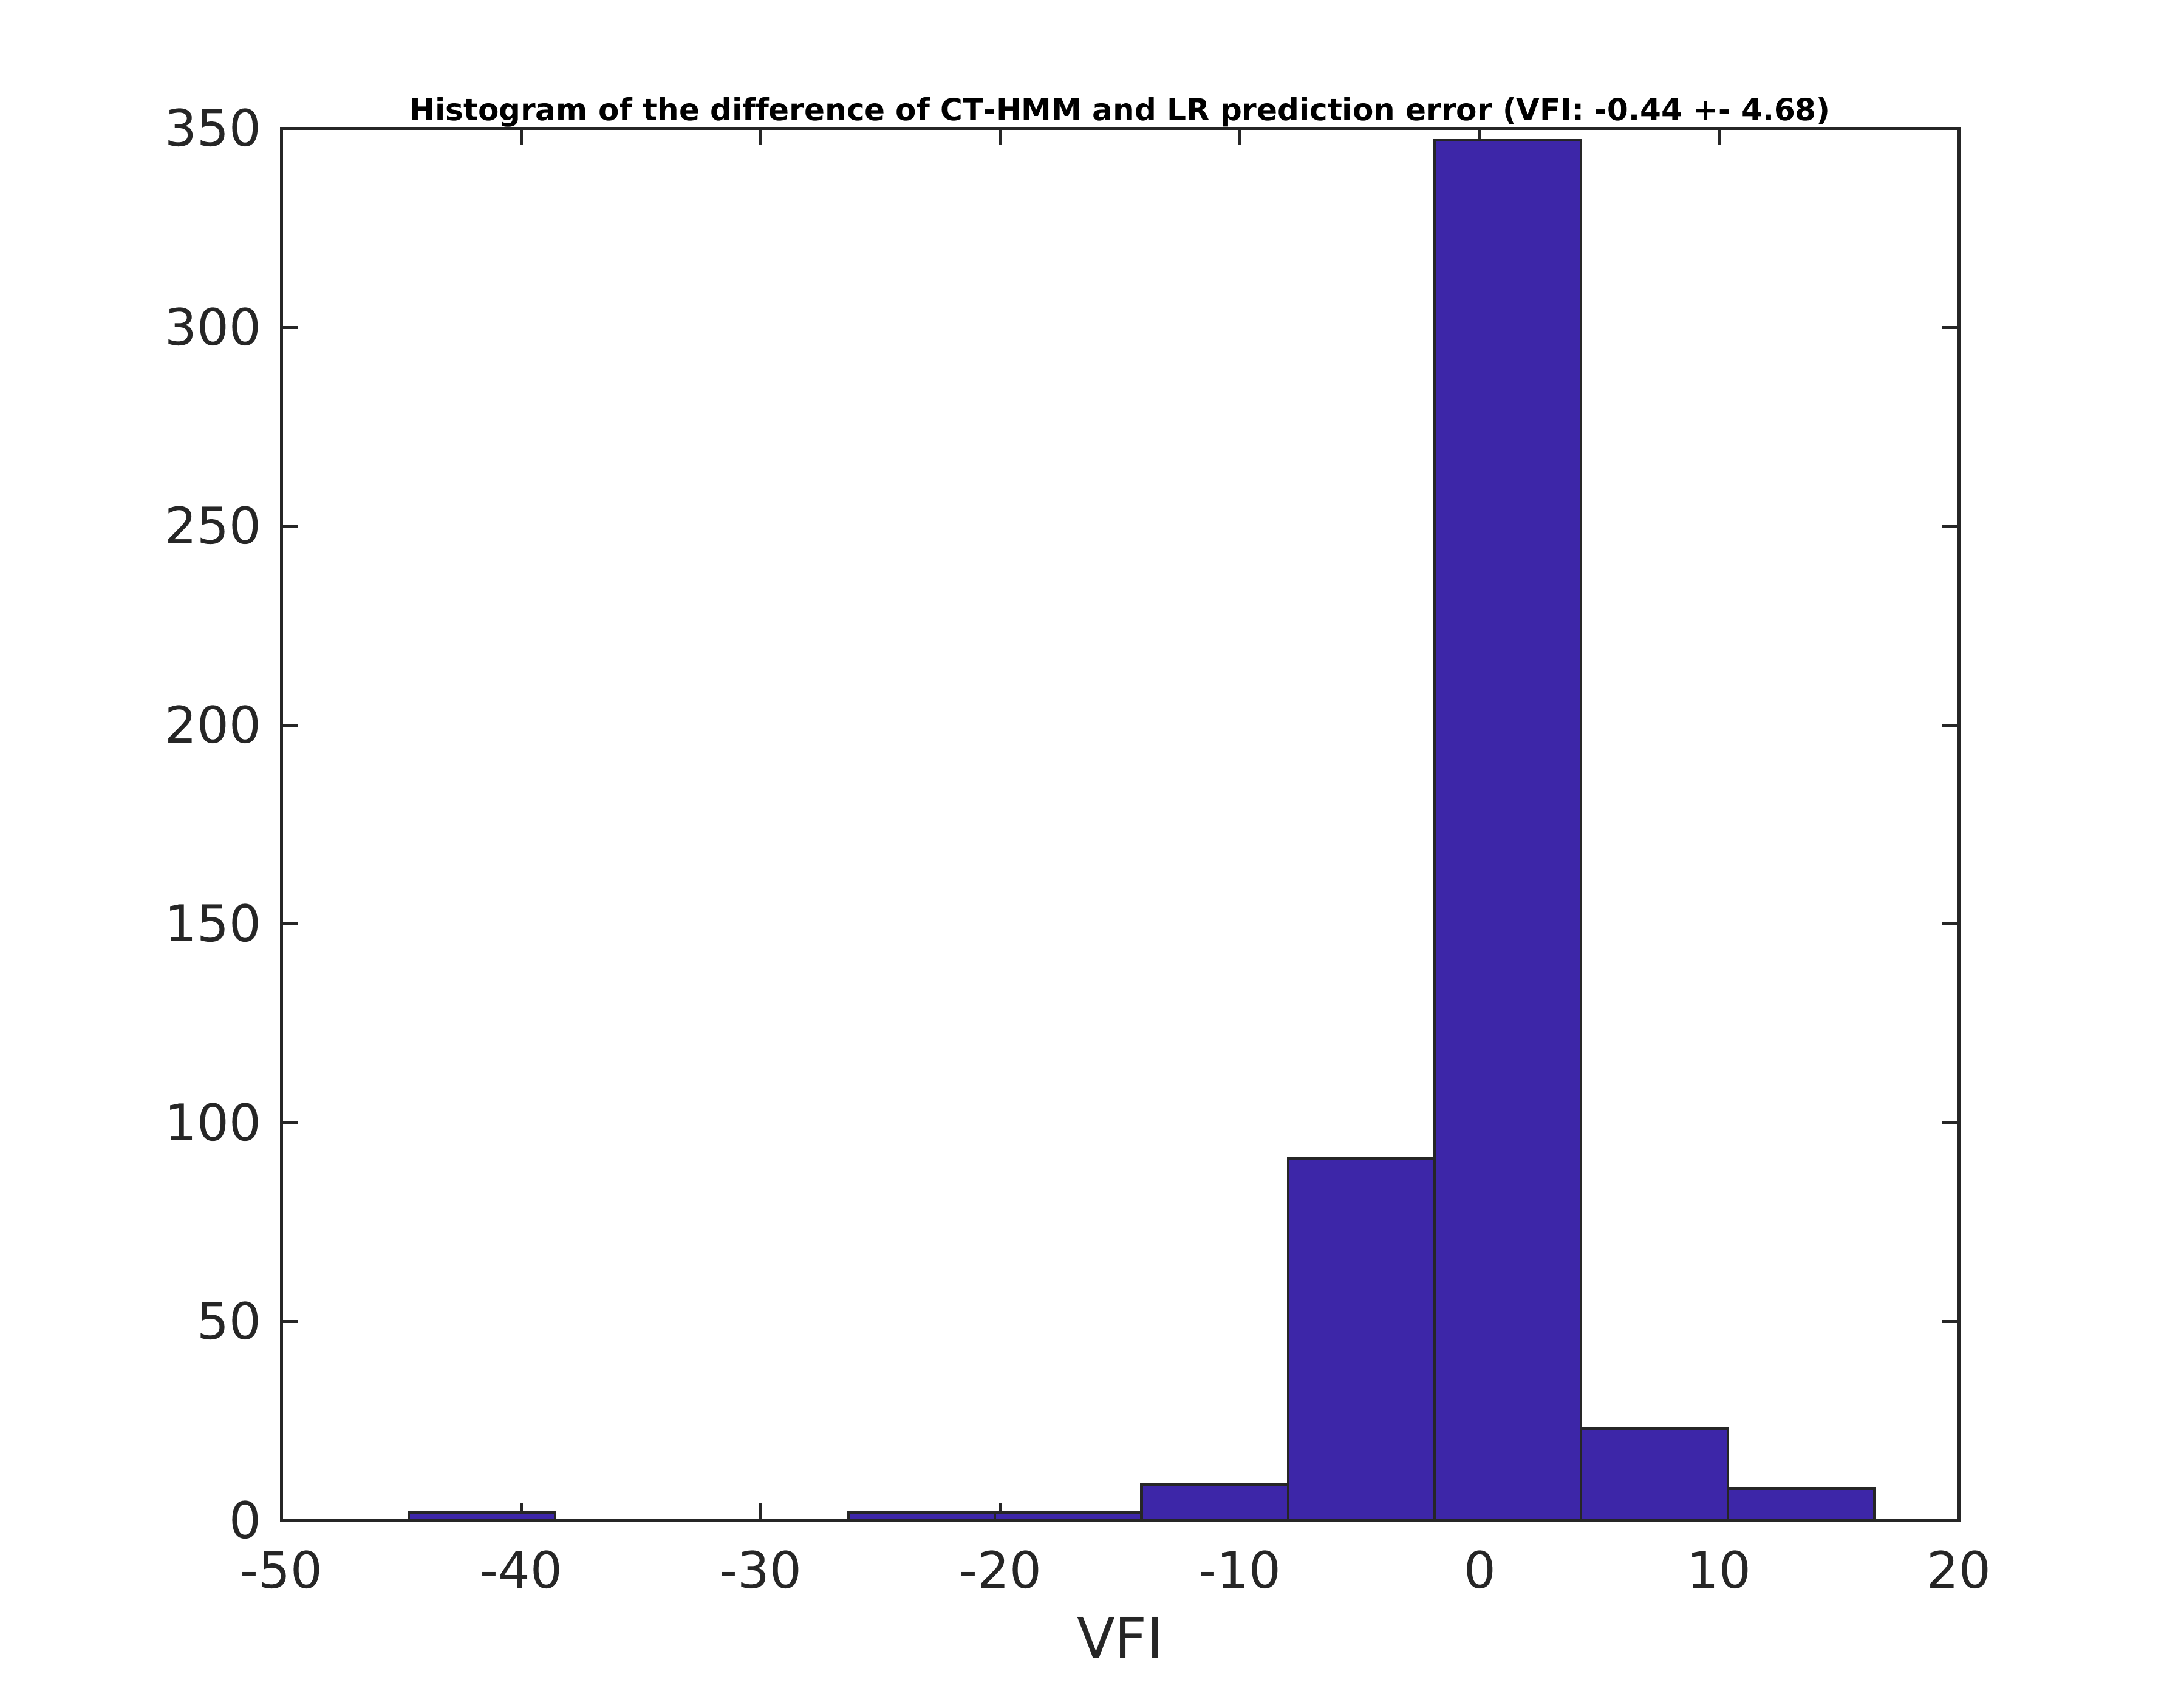 Histogram of the difference of CT-HMM and LR prediction error (VFI: -0.44 +- 4.68)
350
300
250
200
150
100
50
0
-50 -40 -30 -20 -10 0 10 20
VFI